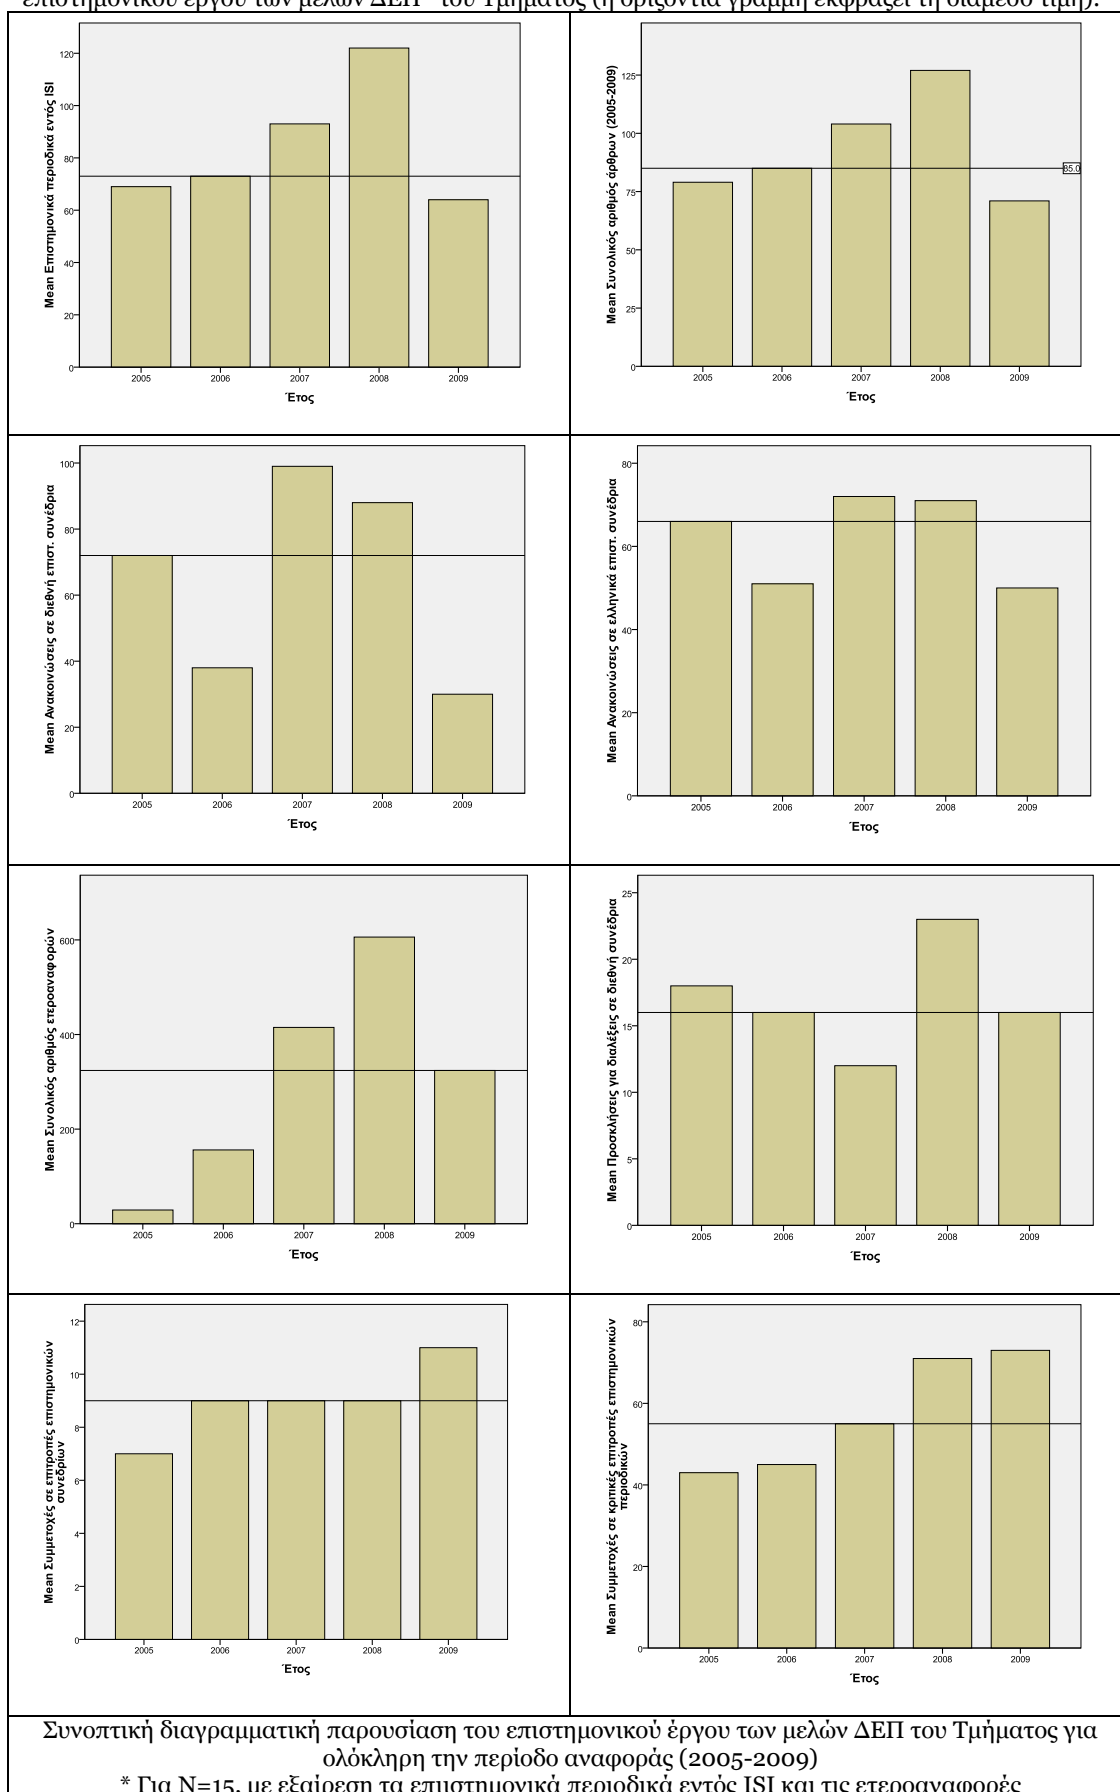 επιστημονικού έργου των μελών ΔΕΠ* του Τμήματος (η οριζόντια γραμμή εκφράζει τη διάμεσο τιμή).
Mean Επιστημονικά περιοδικά εντός ISI
120
100
80
60
40
20
0
2005 2006 2007 2008 2009
Έτος
Mean Συνολικός αριθμός άρθρων (2005-2009)
125
100
75
50
25
0
85.0
2005 2006 2007 2008 2009
Έτος
Mean Ανακοινώσεις σε διεθνή επιστ. συνέδρια
100
80
60
40
20
0
2005 2006 2007 2008 2009
Έτος
Mean Ανακοινώσεις σε ελληνικά επιστ. συνέδρια
80
60
40
20
0
2005 2006 2007 2008 2009
Έτος
Mean Συνολικός αριθμός ετεροαναφορών
600
400
200
0
2005 2006 2007 2008 2009
Έτος
Mean Προσκλήσεις για διαλέξεις σε διεθνή συνέδρια
25
20
15
10
5
0
2005 2006 2007 2008 2009
Έτος
Mean Συμμετοχές σε επιτροπές επιστημονικών
συνεδρίων
12
10
8
6
4
2
0
2005 2006 2007 2008 2009
Έτος
Mean Συμμετοχές σε κριτικές επιτροπές επιστημονικών
περιοδικών
80
60
40
20
0
2005 2006 2007 2008 2009
Έτος
Συνοπτική διαγραμματική παρουσίαση του επιστημονικού έργου των μελών ΔΕΠ του Τμήματος για
ολόκληρη την περίοδο αναφοράς (2005-2009)
* Για Ν=15, με εξαίρεση τα επιιστημονικά περιοδικά εντός ISI και τις ετεροαναφορές